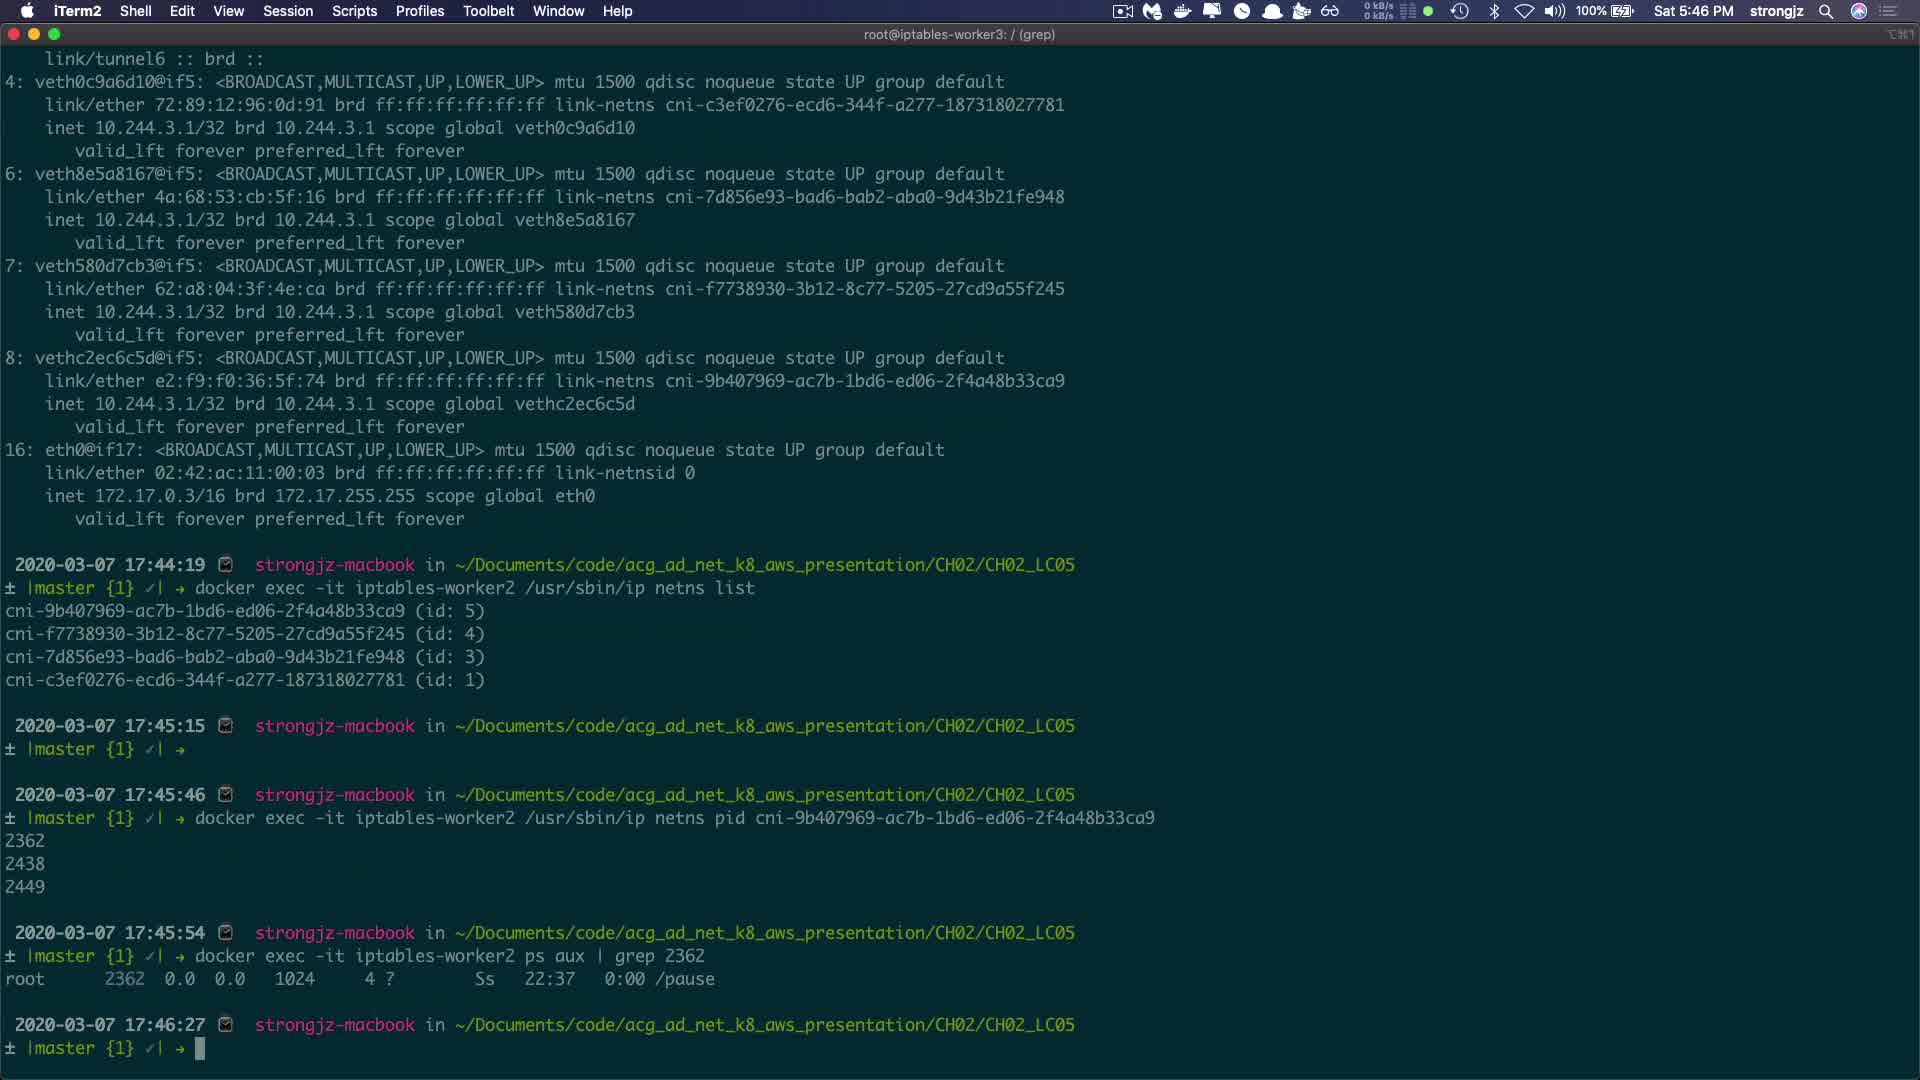 iTerm2 Shell Edit View Session Scripts Profiles Toolbelt Window Help 0 kB/s 0 kB/s 100% Sat 5:46 PM strongjz
root@iptables-worker3: / (grep) ⌥⌘1
    link/tunnel6 :: brd ::
4: veth0c9a6d10@if5: <BROADCAST,MULTICAST,UP,LOWER_UP> mtu 1500 qdisc noqueue state UP group default
    link/ether 72:89:12:96:0d:91 brd ff:ff:ff:ff:ff:ff link-netns cni-c3ef0276-ecd6-344f-a277-187318027781
    inet 10.244.3.1/32 brd 10.244.3.1 scope global veth0c9a6d10
       valid_lft forever preferred_lft forever
6: veth8e5a8167@if5: <BROADCAST,MULTICAST,UP,LOWER_UP> mtu 1500 qdisc noqueue state UP group default
    link/ether 4a:68:53:cb:5f:16 brd ff:ff:ff:ff:ff:ff link-netns cni-7d856e93-bad6-bab2-aba0-9d43b21fe948
    inet 10.244.3.1/32 brd 10.244.3.1 scope global veth8e5a8167
       valid_lft forever preferred_lft forever
7: veth580d7cb3@if5: <BROADCAST,MULTICAST,UP,LOWER_UP> mtu 1500 qdisc noqueue state UP group default
    link/ether 62:a8:04:3f:4e:ca brd ff:ff:ff:ff:ff:ff link-netns cni-f7738930-3b12-8c77-5205-27cd9a55f245
    inet 10.244.3.1/32 brd 10.244.3.1 scope global veth580d7cb3
       valid_lft forever preferred_lft forever
8: vethc2ec6c5d@if5: <BROADCAST,MULTICAST,UP,LOWER_UP> mtu 1500 qdisc noqueue state UP group default
    link/ether e2:f9:f0:36:5f:74 brd ff:ff:ff:ff:ff:ff link-netns cni-9b407969-ac7b-1bd6-ed06-2f4a48b33ca9
    inet 10.244.3.1/32 brd 10.244.3.1 scope global vethc2ec6c5d
       valid_lft forever preferred_lft forever
16: eth0@if17: <BROADCAST,MULTICAST,UP,LOWER_UP> mtu 1500 qdisc noqueue state UP group default
    link/ether 02:42:ac:11:00:03 brd ff:ff:ff:ff:ff:ff link-netnsid 0
    inet 172.17.0.3/16 brd 172.17.255.255 scope global eth0
       valid_lft forever preferred_lft forever
2020-03-07 17:44:19 strongjz-macbook in ~/Documents/code/acg_ad_net_k8_aws_presentation/CH02/CH02_LC05
± |master {1} ✓| → docker exec -it iptables-worker2 /usr/sbin/ip netns list
cni-9b407969-ac7b-1bd6-ed06-2f4a48b33ca9 (id: 5)
cni-f7738930-3b12-8c77-5205-27cd9a55f245 (id: 4)
cni-7d856e93-bad6-bab2-aba0-9d43b21fe948 (id: 3)
cni-c3ef0276-ecd6-344f-a277-187318027781 (id: 1)
2020-03-07 17:45:15 strongjz-macbook in ~/Documents/code/acg_ad_net_k8_aws_presentation/CH02/CH02_LC05
± |master {1} ✓| →
2020-03-07 17:45:46 strongjz-macbook in ~/Documents/code/acg_ad_net_k8_aws_presentation/CH02/CH02_LC05
± |master {1} ✓| → docker exec -it iptables-worker2 /usr/sbin/ip netns pid cni-9b407969-ac7b-1bd6-ed06-2f4a48b33ca9
2362
2438
2449
2020-03-07 17:45:54 strongjz-macbook in ~/Documents/code/acg_ad_net_k8_aws_presentation/CH02/CH02_LC05
± |master {1} ✓| → docker exec -it iptables-worker2 ps aux | grep 2362
root      2362  0.0  0.0   1024     4 ?        Ss   22:37   0:00 /pause
2020-03-07 17:46:27 strongjz-macbook in ~/Documents/code/acg_ad_net_k8_aws_presentation/CH02/CH02_LC05
± |master {1} ✓| →